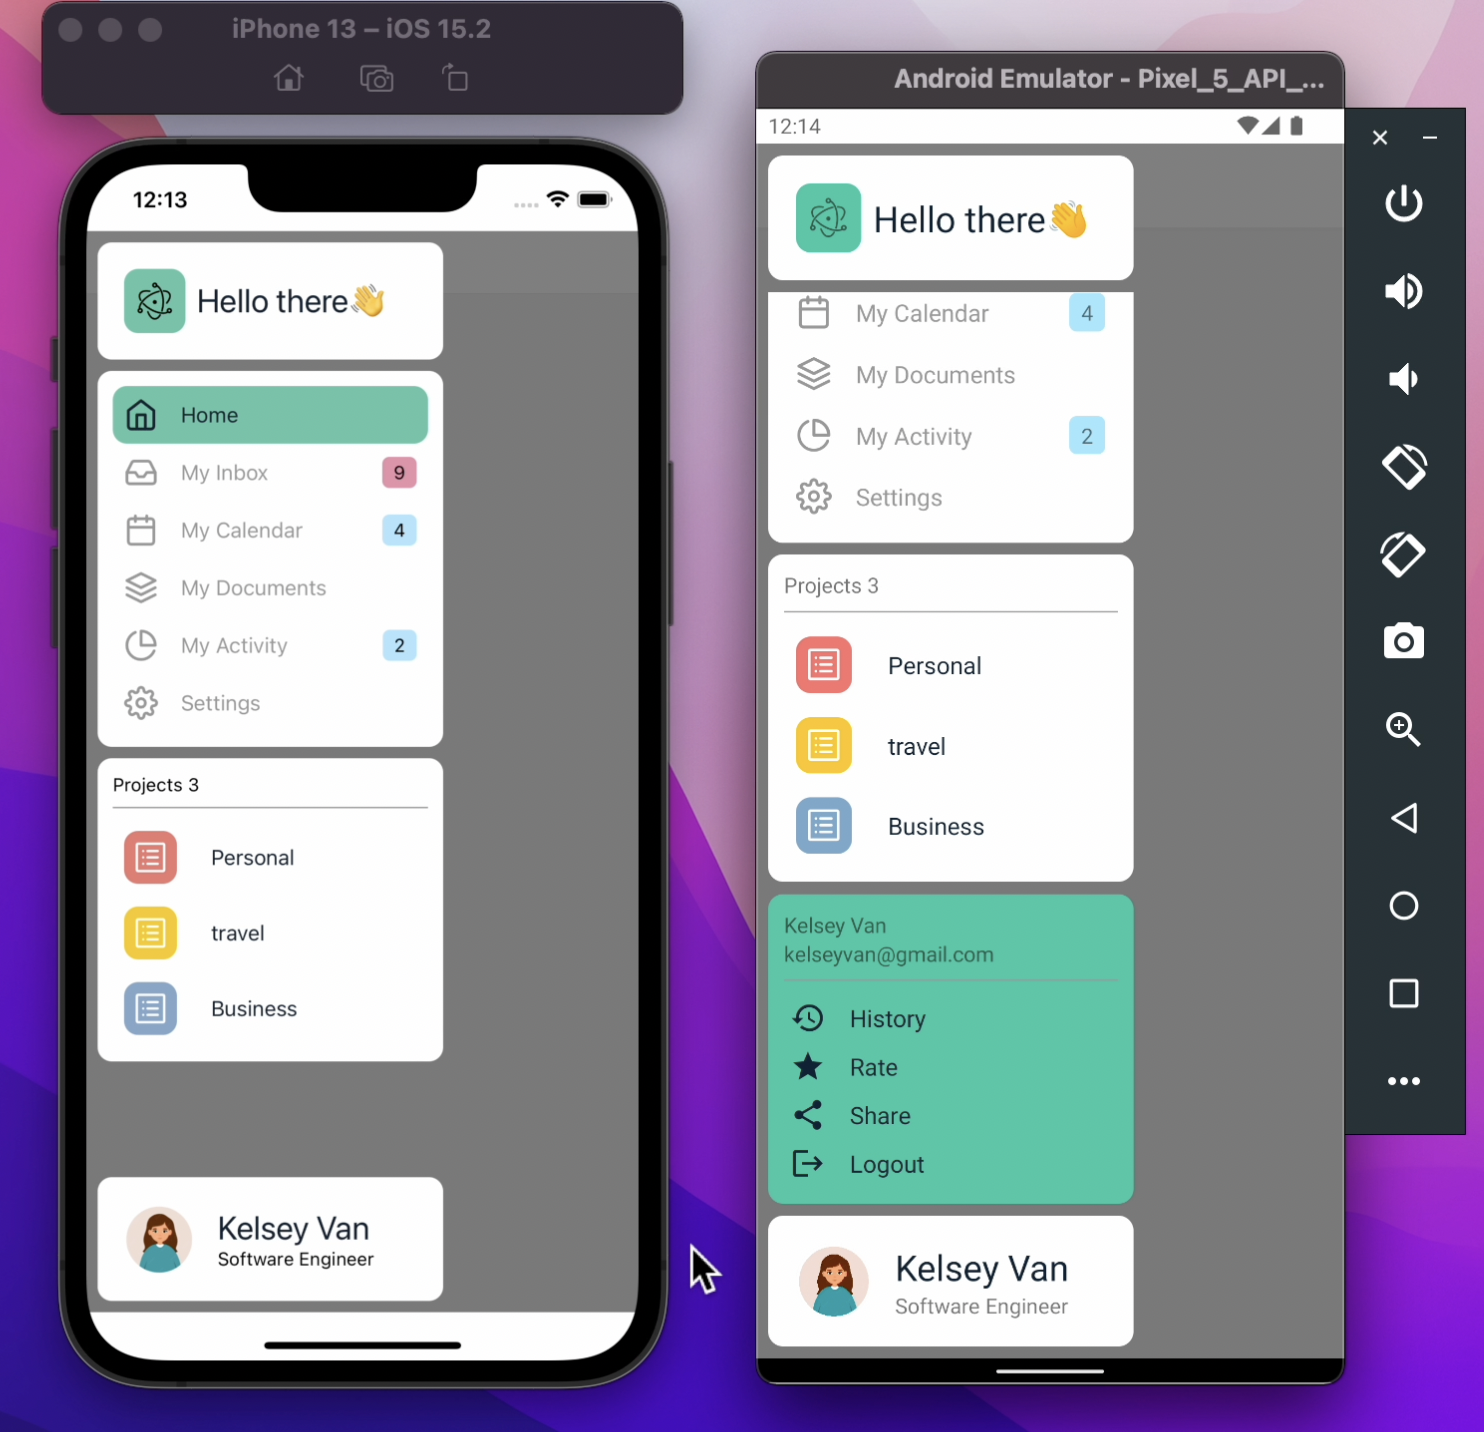 iPhone 13 – iOS 15.2
12:13
Hello there👋
Home
My Inbox 9
My Calendar 4
My Documents
My Activity 2
Settings
Projects 3
Personal
travel
Business
Kelsey Van
Software Engineer
Android Emulator - Pixel_5_API_...
12:14
Hello there👋
My Calendar 4
My Documents
My Activity 2
Settings
Projects 3
Personal
travel
Business
Kelsey Van
kelseyvan@gmail.com
History
Rate
Share
Logout
Kelsey Van
Software Engineer